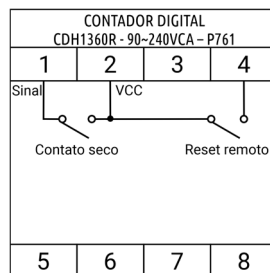 CONTADOR DIGITAL
CDH1360R - 90~240VCA – P761
1 2 3 4
Sinal VCC
Contato seco Reset remoto
5 6 7 8